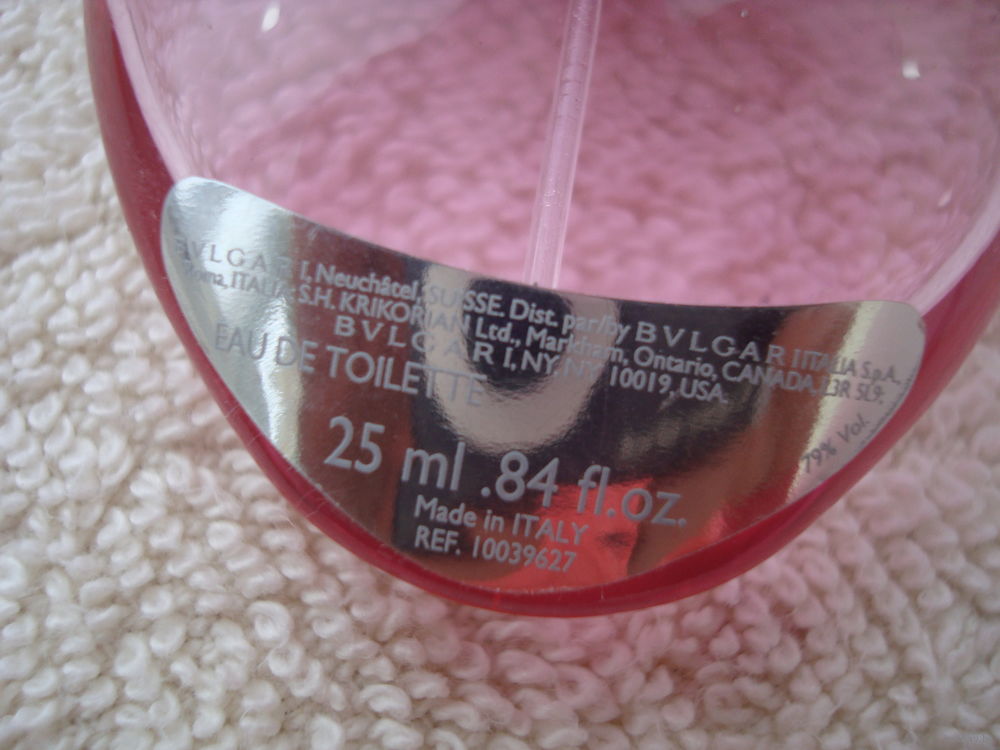 BVLGARI, Neuchâtel, SUISSE. Dist. par/by BVLGARI ITALIA S.p.A.,
Roma, ITALIA. S.H. KRIKORIAN Ltd., Markham, Ontario, CANADA. L3R 5L9.
BVLGARI, NY, NY 10019, USA.
EAU DE TOILETTE
25 ml .84 fl.oz.
79% Vol.
Made in ITALY
REF. 10039627